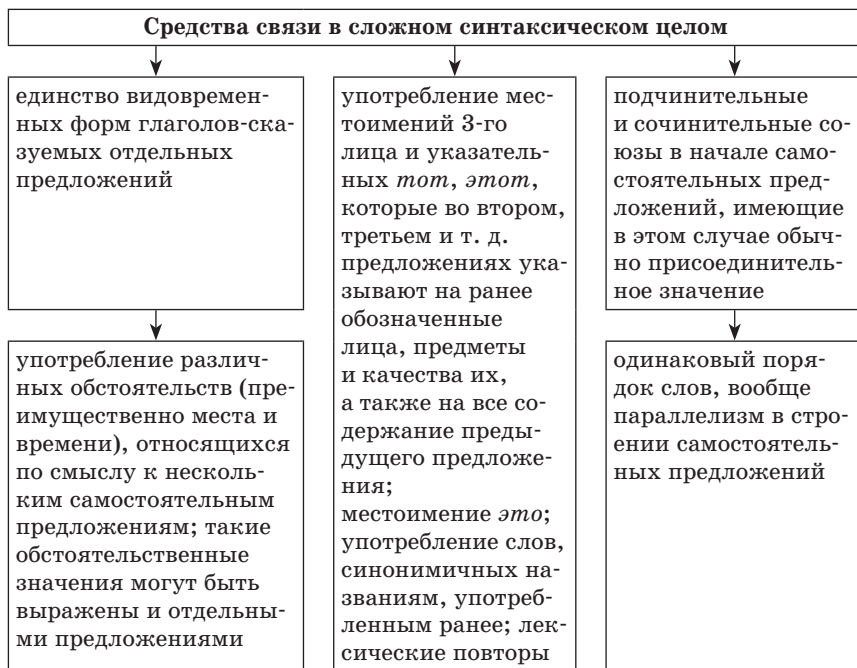 Средства связи в сложном синтаксическом целом
единство видовремен-
ных форм глаголов-ска-
зуемых отдельных
предложений
употребление различ-
ных обстоятельств (пре-
имущественно места и
времени), относящихся
по смыслу к несколь-
ким самостоятельным
предложениям; такие
обстоятельственные
значения могут быть
выражены и отдельны-
ми предложениями
употребление мес-
тоимений 3-го
лица и указатель-
ных тот, этот,
которые во втором,
третьем и т. д.
предложениях ука-
зывают на ранее
обозначенные
лица, предметы
и качества их,
а также на все со-
держание преды-
дущего предложе-
ния;
местоимение это;
употребление слов,
синонимичных на-
званиям, употреб-
ленным ранее; лек-
сические повторы
подчинительные
и сочинительные со-
юзы в начале само-
стоятельных пред-
ложений, имеющие
в этом случае обыч-
но присоединитель-
ное значение
одинаковый поря-
док слов, вообще
параллелизм в стро-
ении самостоятель-
ных предложений